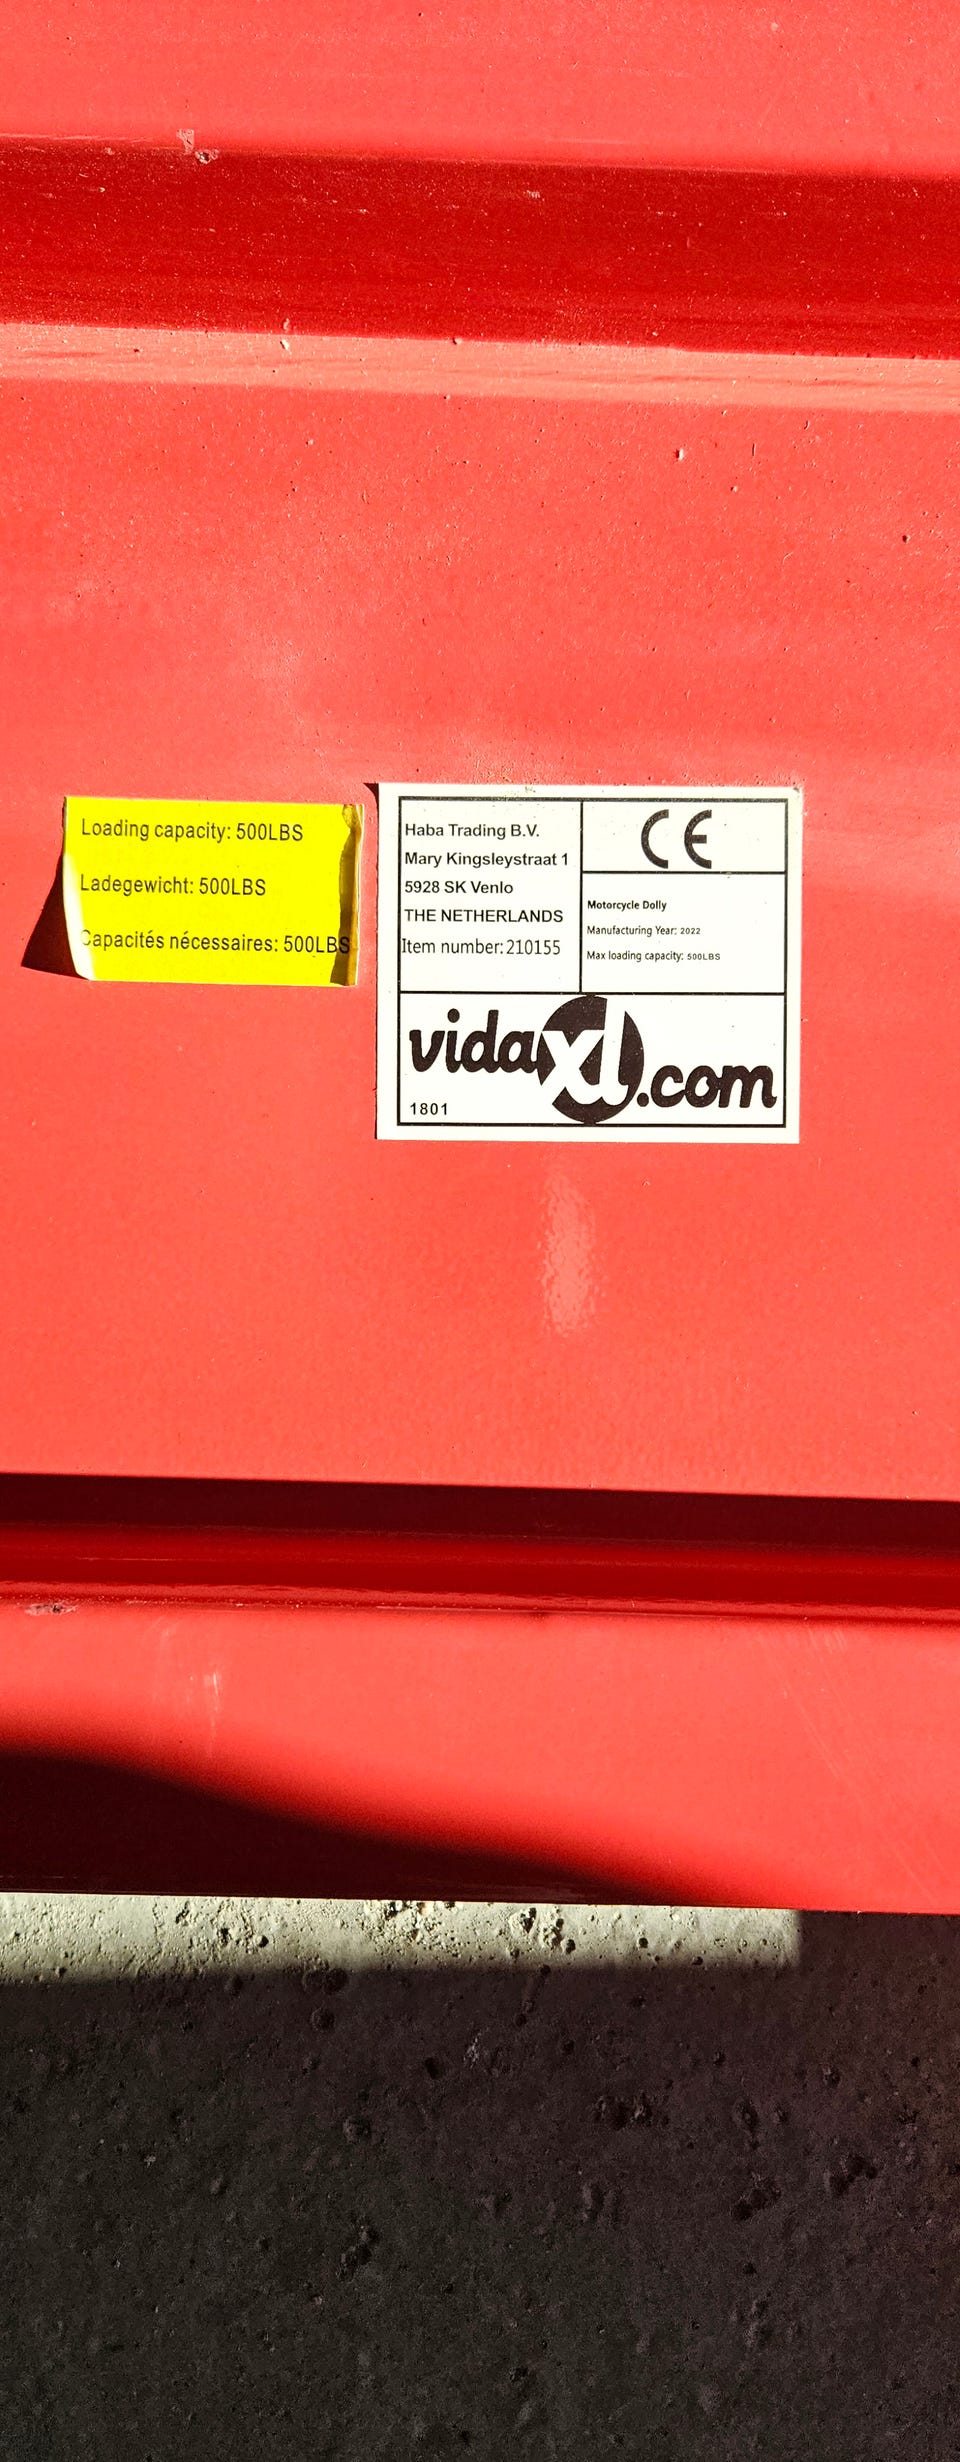 Loading capacity: 500LBS
Ladegewicht: 500LBS
Capacités nécessaires: 500LBS
Haba Trading B.V.
Mary Kingsleystraat 1
5928 SK Venlo
THE NETHERLANDS
Item number: 210155
CE
Motorcycle Dolly
Manufacturing Year: 2022
Max loading capacity: 500LBS
vidaxl.com
1801